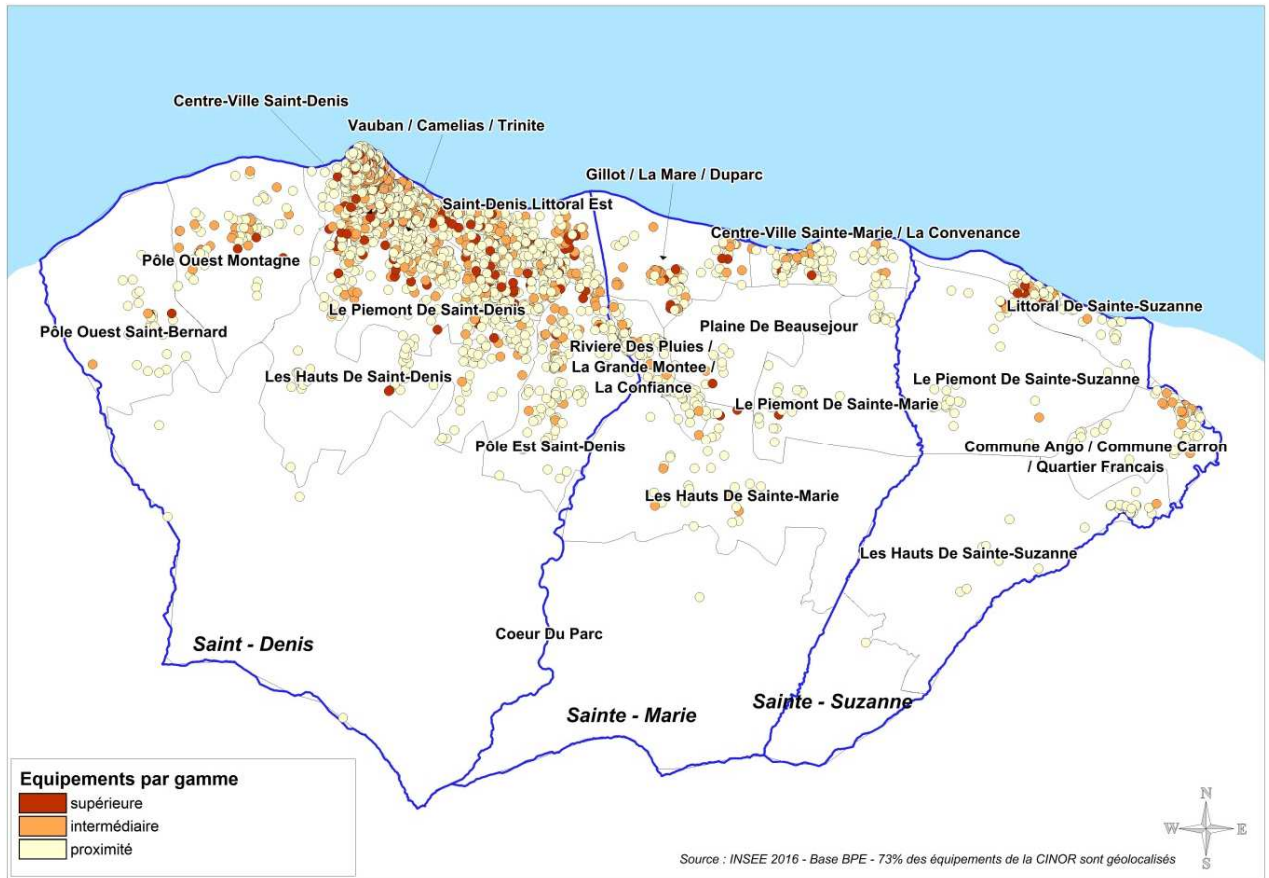 Centre-Ville Saint-Denis
Vauban / Camelias / Trinite
Gillot / La Mare / Duparc
Saint-Denis Littoral Est
Centre-Ville Sainte-Marie / La Convenance
Pôle Ouest Montagne
Littoral De Sainte-Suzanne
Le Piemont De Saint-Denis
Plaine De Beausejour
Pôle Ouest Saint-Bernard
Riviere Des Pluies /
La Grande Montee /
La Confiance
Les Hauts De Saint-Denis
Le Piemont De Sainte-Suzanne
Le Piemont De Sainte-Marie
Pôle Est Saint-Denis
Commune Ango / Commune Carron
/ Quartier Francais
Les Hauts De Sainte-Marie
Les Hauts De Sainte-Suzanne
Coeur Du Parc
Saint - Denis
Sainte - Marie
Sainte - Suzanne
Equipements par gamme
supérieure
intermédiaire
proximité
N
W E
S
Source : INSEE 2016 - Base BPE - 73% des équipements de la CINOR sont géolocalisés